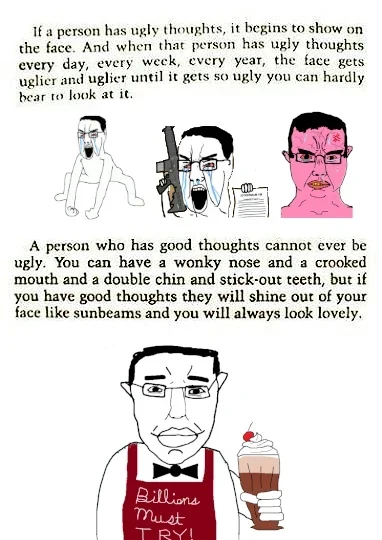 If a person has ugly thoughts, it begins to show on
the face. And when that person has ugly thoughts
every day, every week, every year, the face gets
uglier and uglier until it gets so ugly you can hardly
bear to look at it.
A person who has good thoughts cannot ever be
ugly. You can have a wonky nose and a crooked
mouth and a double chin and stick-out teeth, but if
you have good thoughts they will shine out of your
face like sunbeams and you will always look lovely.
Billions
Must
TRY!